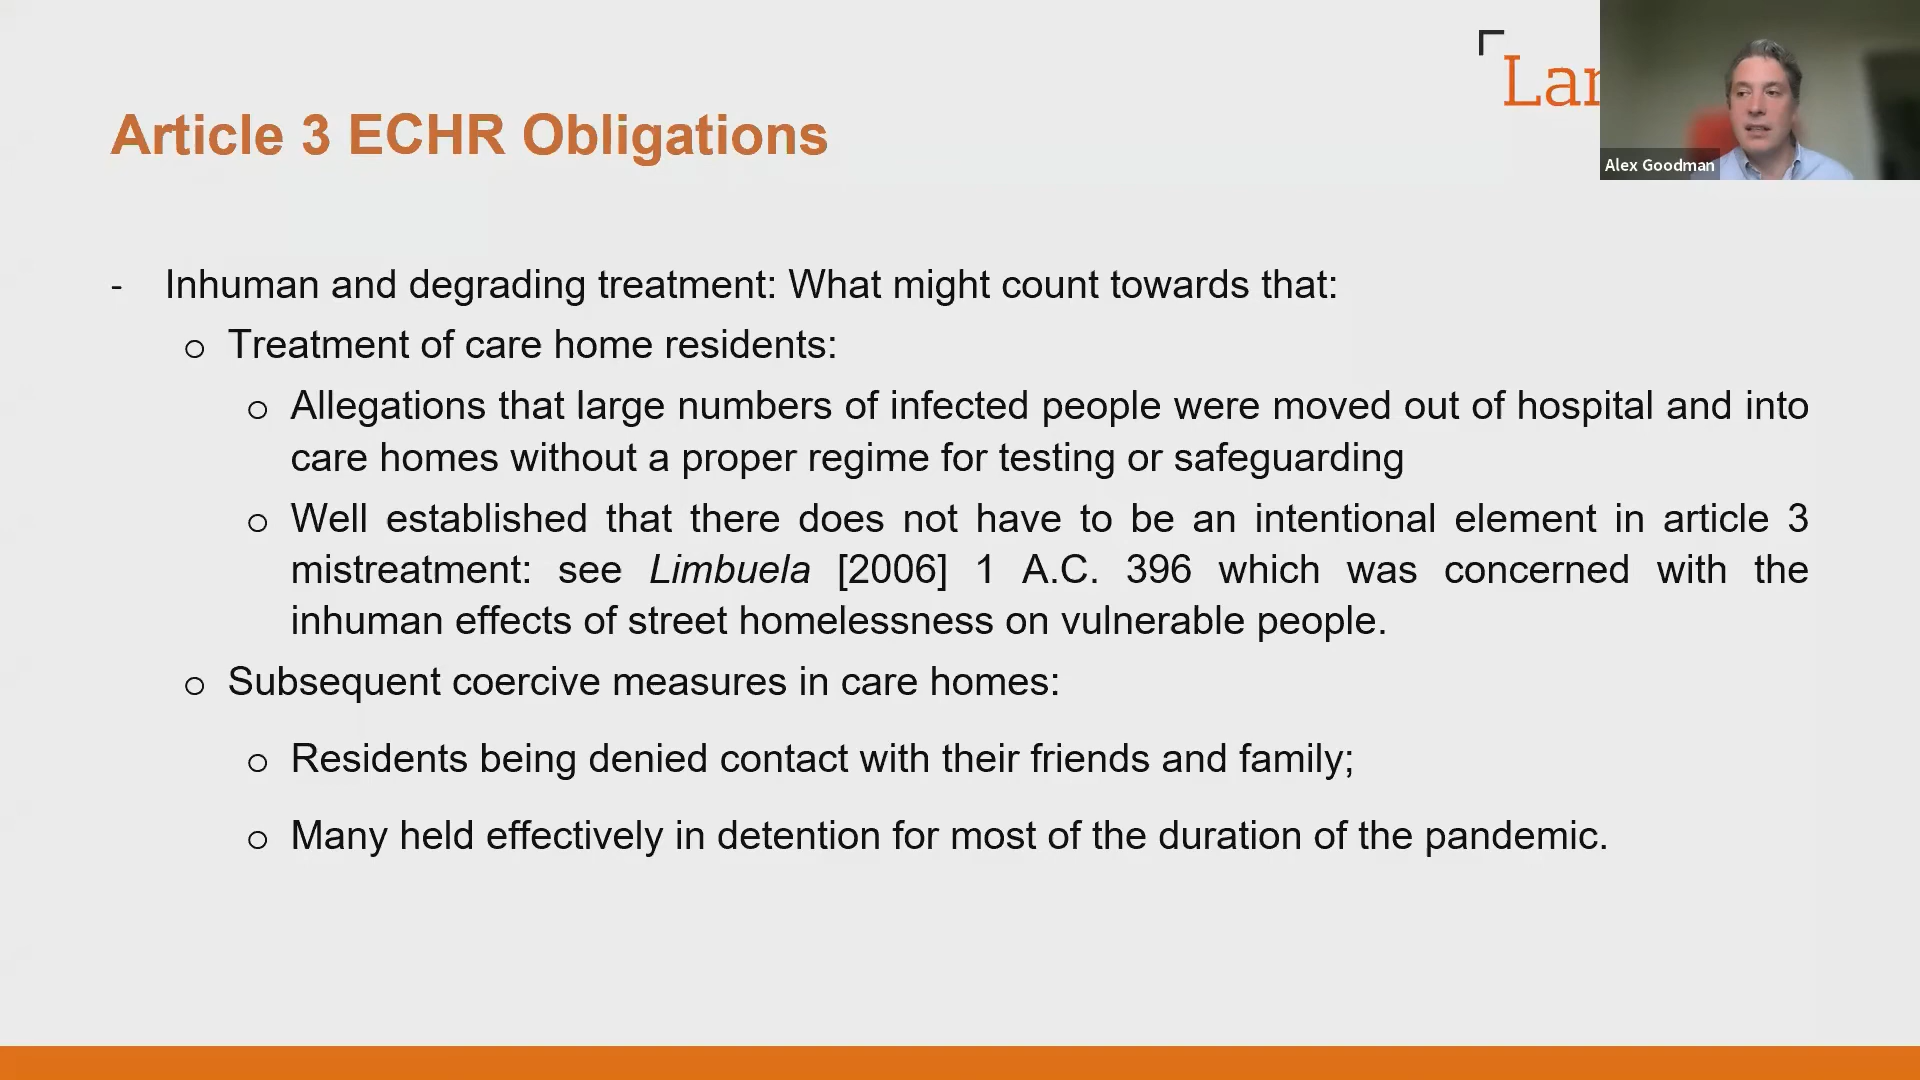 Lan
Alex Goodman
Article 3 ECHR Obligations
- Inhuman and degrading treatment: What might count towards that:
o Treatment of care home residents:
o Allegations that large numbers of infected people were moved out of hospital and into
care homes without a proper regime for testing or safeguarding
o Well established that there does not have to be an intentional element in article 3
mistreatment: see Limbuela [2006] 1 A.C. 396 which was concerned with the
inhuman effects of street homelessness on vulnerable people.
o Subsequent coercive measures in care homes:
o Residents being denied contact with their friends and family;
o Many held effectively in detention for most of the duration of the pandemic.